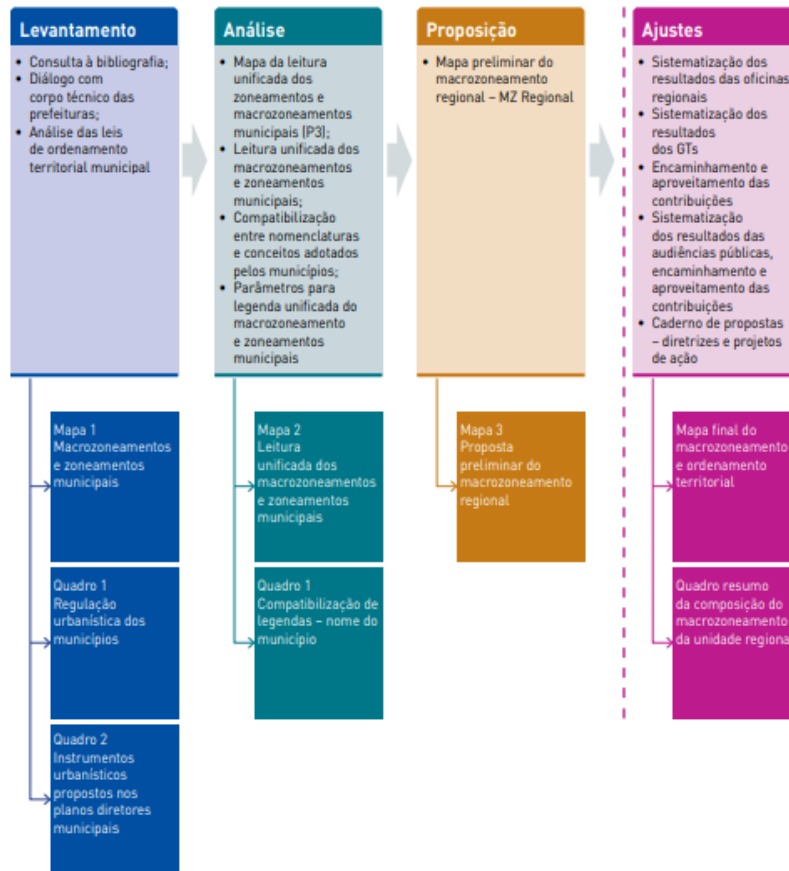 Levantamento
• Consulta à bibliografia;
• Diálogo com
corpo técnico das
prefeituras;
• Análise das leis
de ordenamento
territorial municipal
Mapa 1
Macrozoneamentos
e zoneamentos
municipais
Quadro 1
Regulação
urbanística dos
municípios
Quadro 2
Instrumentos
urbanísticos
propostos nos
planos diretores
municipais
Análise
• Mapa da leitura
unificada dos
zoneamentos e
macrozoneamentos
municipais (P3);
• Leitura unificada dos
macrozoneamentos
e zoneamentos
municipais;
• Compatibilização
entre nomenclaturas
e conceitos adotados
pelos municípios;
• Parâmetros para
legenda unificada do
macrozoneamento
e zoneamentos
municipais
Mapa 2
Leitura
unificada dos
macrozoneamentos
e zoneamentos
municipais
Quadro 1
Compatibilização de
legendas – nome do
município
Proposição
• Mapa preliminar do
macrozoneamento
regional – MZ Regional
Mapa 3
Proposta
preliminar do
macrozoneamento
regional
Ajustes
• Sistematização dos
resultados das oficinas
regionais
• Sistematização dos
resultados
dos GTs
• Encaminhamento e
aproveitamento das
contribuições
• Sistematização
dos resultados das
audiências públicas,
encaminhamento e
aproveitamento das
contribuições
• Caderno de propostas
– diretrizes e projetos
de ação
Mapa final do
macrozoneamento
e ordenamento
territorial
Quadro resumo
da composição do
macrozoneamento
da unidade regiona